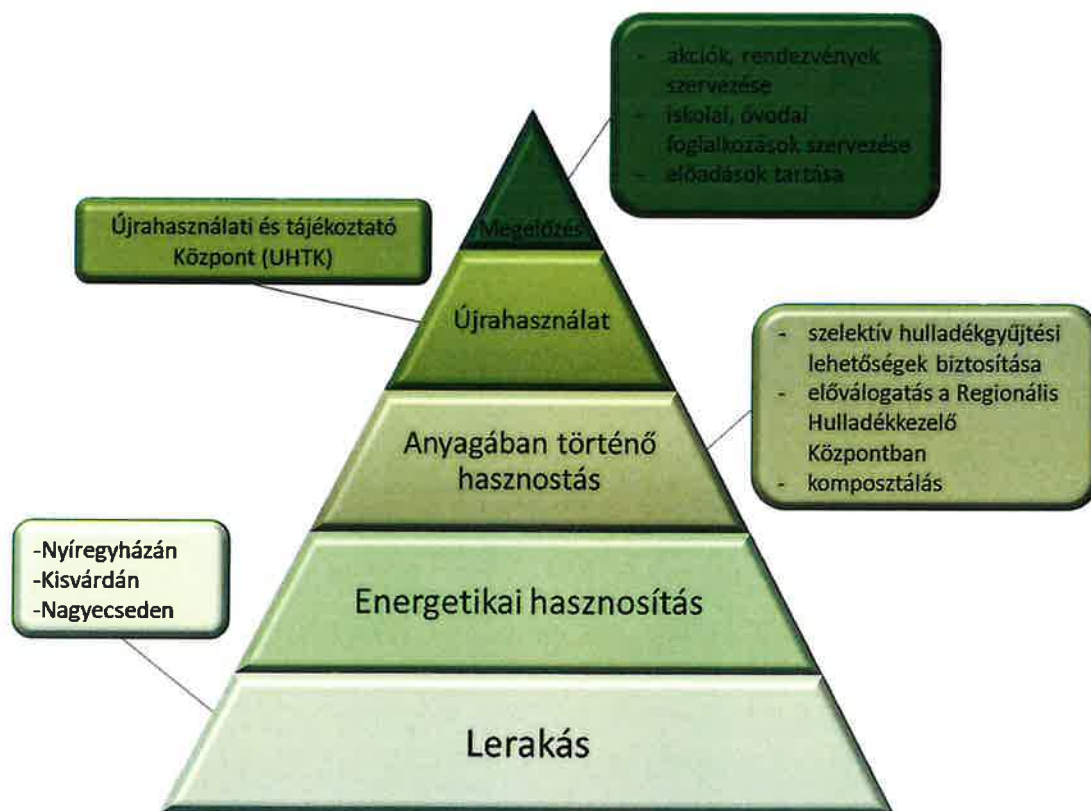 - akciók, rendezvények
szervezése
- iskolai, óvodai
foglalkozások szervezése
- előadások tartása
Megelőzés
Újrahasználati és tájékoztató
Központ (UHTK)
Újrahasználat
- szelektív hulladékgyűjtési
lehetőségek biztosítása
- előválogatás a Regionális
Hulladékkezelő
Központban
- komposztálás
Anyagában történő
hasznostás
-Nyíregyházán
-Kisvárdán
-Nagyecseden
Energetikai hasznosítás
Lerakás